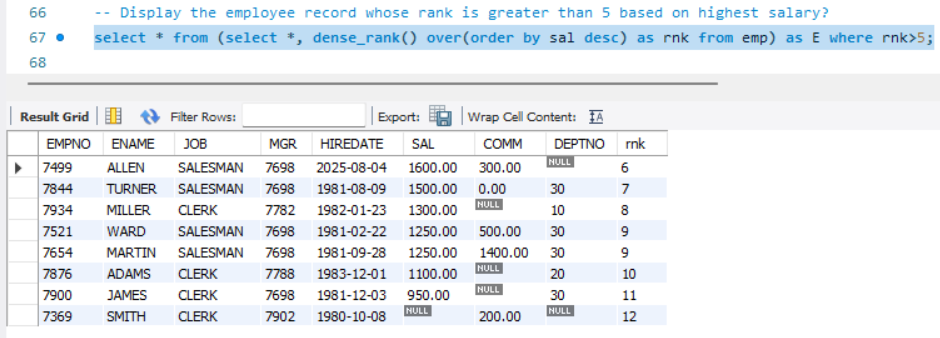 66 -- Display the employee record whose rank is greater than 5 based on highest salary?
67 select * from (select *, dense_rank() over(order by sal desc) as rnk from emp) as E where rnk>5;
68
Result Grid Filter Rows: Export: Wrap Cell Content: IA
EMPNO ENAME JOB MGR HIREDATE SAL COMM DEPTNO rnk
7499 ALLEN SALESMAN 7698 2025-08-04 1600.00 300.00 NULL 6
7844 TURNER SALESMAN 7698 1981-08-09 1500.00 0.00 30 7
7934 MILLER CLERK 7782 1982-01-23 1300.00 NULL 10 8
7521 WARD SALESMAN 7698 1981-02-22 1250.00 500.00 30 9
7654 MARTIN SALESMAN 7698 1981-09-28 1250.00 1400.00 30 9
7876 ADAMS CLERK 7788 1983-12-01 1100.00 NULL 20 10
7900 JAMES CLERK 7698 1981-12-03 950.00 NULL 30 11
7369 SMITH CLERK 7902 1980-10-08 NULL 200.00 NULL 12